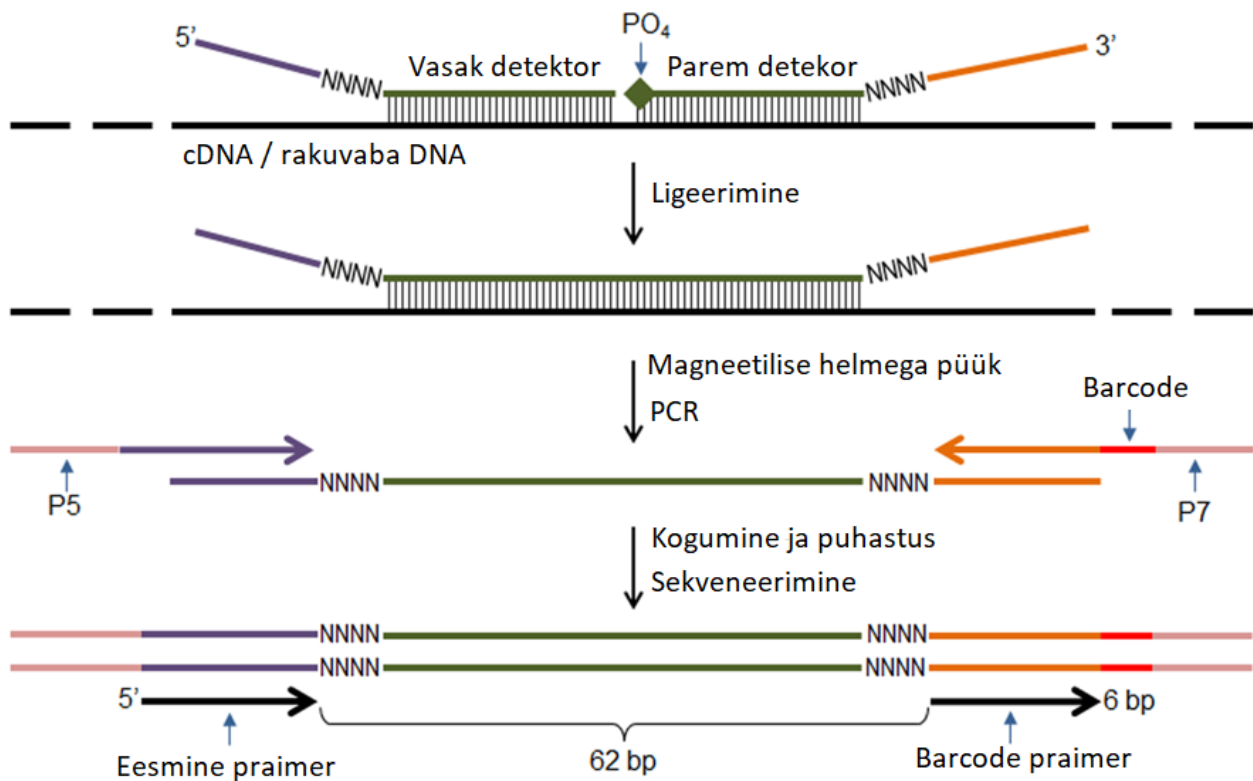 5’
PO4
3’
Vasak detektor
Parem detekor
NNNN
NNNN
cDNA / rakuvaba DNA
Ligeerimine
NNNN
NNNN
Magneetilise helmega püük
PCR
Barcode
P5
NNNN
NNNN
P7
Kogumine ja puhastus
Sekveneerimine
NNNN
NNNN
NNNN
NNNN
5’
6 bp
Eesmine praimer
62 bp
Barcode praimer